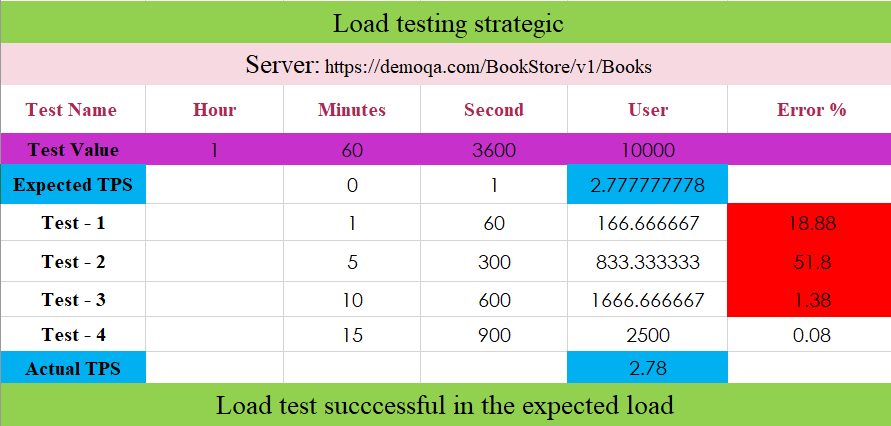 Load testing strategic
Server: https://demoqa.com/BookStore/v1/Books
Test Name Hour Minutes Second User Error %
Test Value 1 60 3600 10000
Expected TPS 0 1 2.777777778
Test - 1 1 60 166.666667 18.88
Test - 2 5 300 833.333333 51.8
Test - 3 10 600 1666.666667 1.38
Test - 4 15 900 2500 0.08
Actual TPS 2.78
Load test succcessful in the expected load